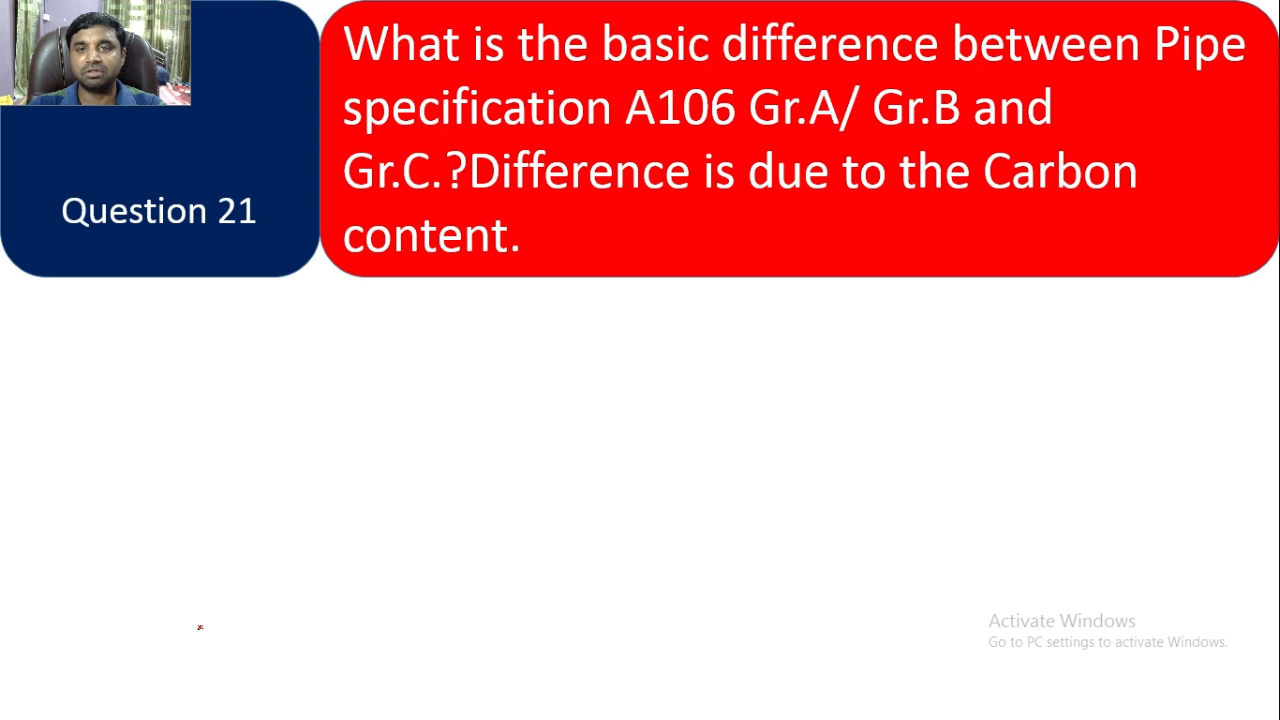 Question 21
What is the basic difference between Pipe
specification A106 Gr.A/ Gr.B and
Gr.C.?Difference is due to the Carbon
content.
Activate Windows
Go to PC settings to activate Windows.